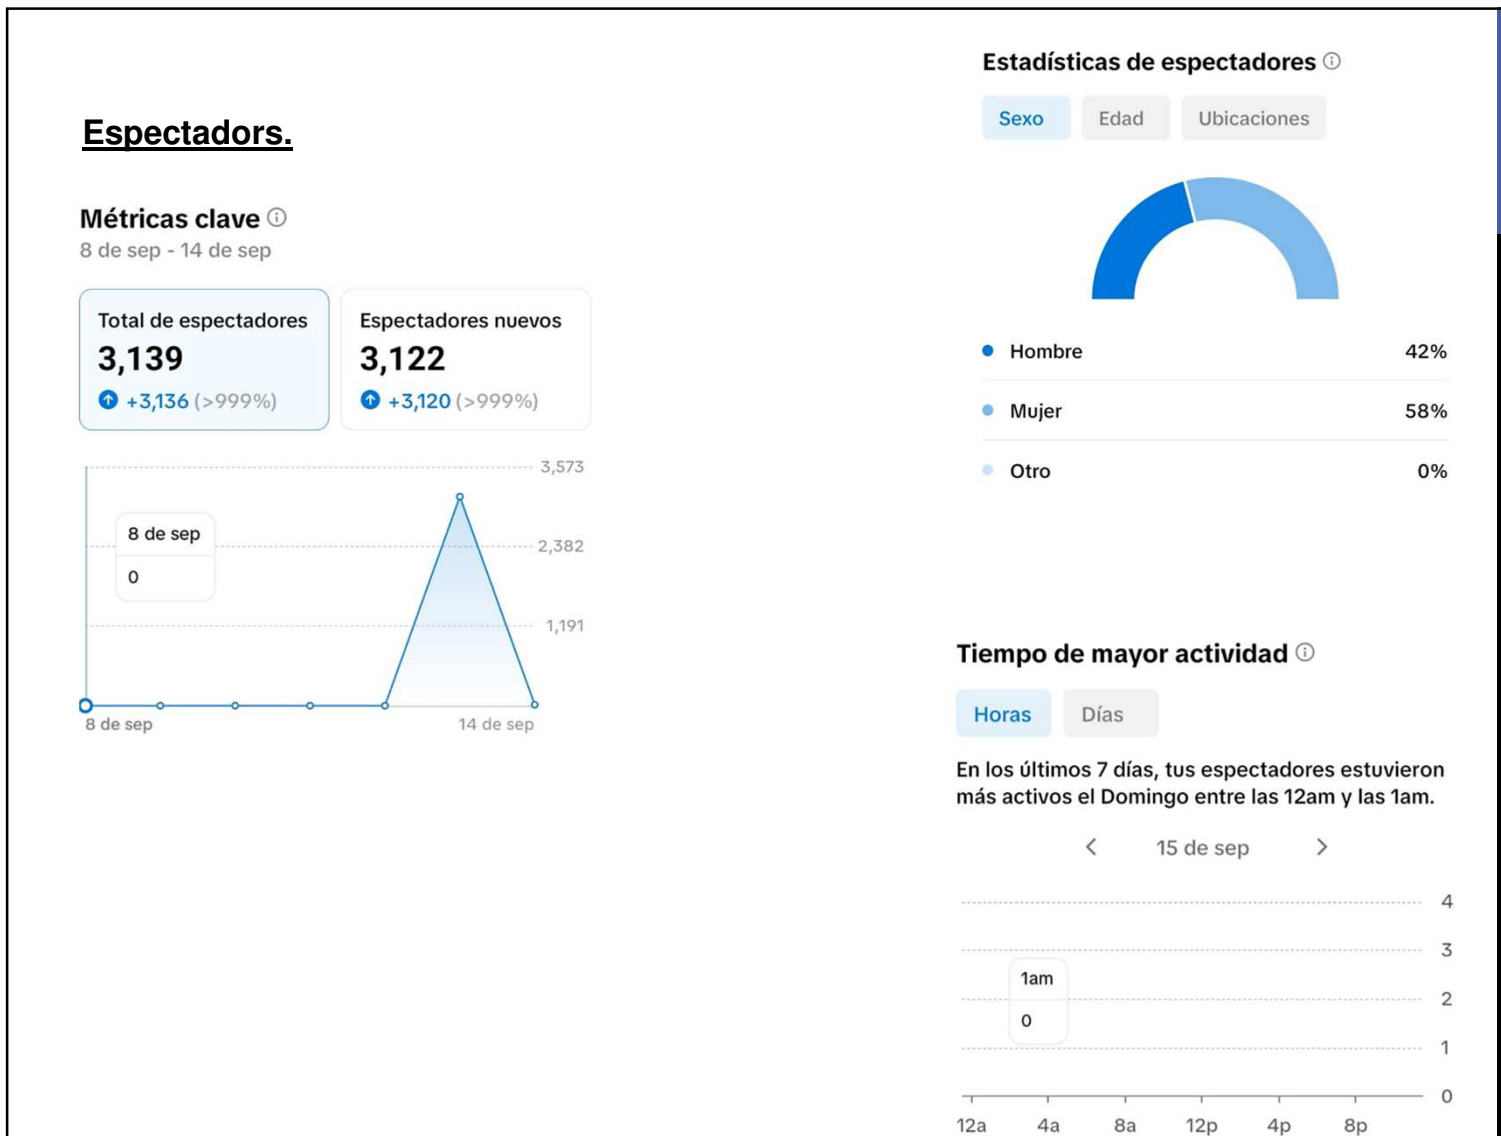 Espectadors.
Métricas clave
8 de sep - 14 de sep
Total de espectadores
3,139
+3,136 (>999%)
Espectadores nuevos
3,122
+3,120 (>999%)
3,573
2,382
1,191
8 de sep
0
8 de sep
14 de sep
Estadísticas de espectadores
Sexo
Edad
Ubicaciones
Hombre 42%
Mujer 58%
Otro 0%
Tiempo de mayor actividad
Horas
Días
En los últimos 7 días, tus espectadores estuvieron
más activos el Domingo entre las 12am y las 1am.
15 de sep
4
3
2
1
0
1am
0
12a 4a 8a 12p 4p 8p